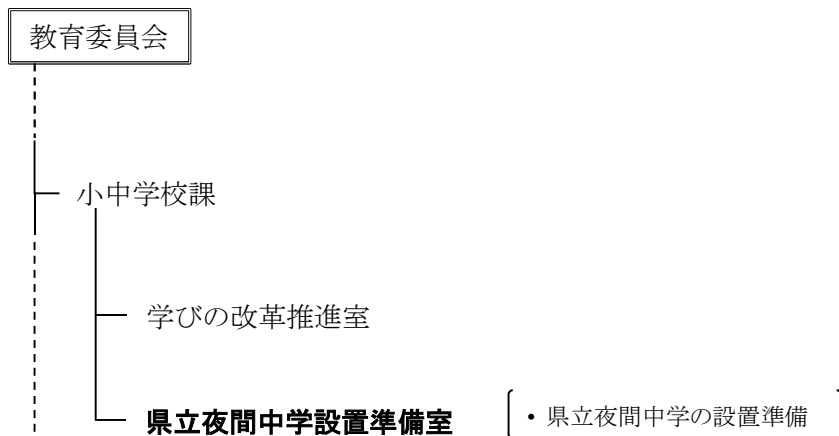 教育委員会
小中学校課
学びの改革推進室
県立夜間中学設置準備室
・県立夜間中学の設置準備